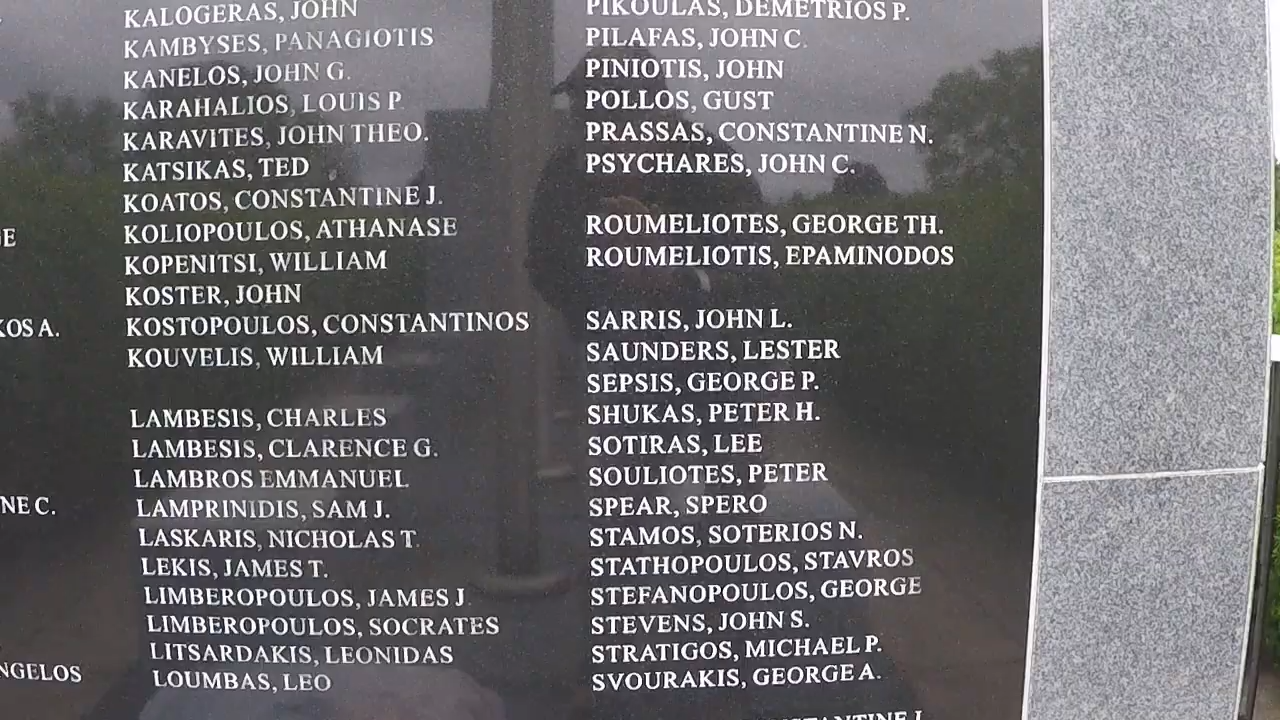 KALOGERAS, JOHN
KAMBYSES, PANAGIOTIS
KANELOS, JOHN G.
KARAHALIOS, LOUIS P.
KARAVITES, JOHN THEO.
KATSIKAS, TED
KOATOS, CONSTANTINE J.
KOLIOPOULOS, ATHANASE
KOPENITSI, WILLIAM
KOSTER, JOHN
KOSTOPOULOS, CONSTANTINOS
KOUVELIS, WILLIAM
LAMBESIS, CHARLES
LAMBESIS, CLARENCE G.
LAMBROS EMMANUEL
LAMPRINIDIS, SAM J.
LASKARIS, NICHOLAS T.
LEKIS, JAMES T.
LIMBEROPOULOS, JAMES J.
LIMBEROPOULOS, SOCRATES
LITSARDAKIS, LEONIDAS
LOUMBAS, LEO
PIKOULAS, DEMETRIOS P.
PILAFAS, JOHN C.
PINIOTIS, JOHN
POLLOS, GUST
PRASSAS, CONSTANTINE N.
PSYCHARES, JOHN C.
ROUMELIOTES, GEORGE TH.
ROUMELIOTIS, EPAMINODOS
SARRIS, JOHN L.
SAUNDERS, LESTER
SEPSIS, GEORGE P.
SHUKAS, PETER H.
SOTIRAS, LEE
SOULIOTES, PETER
SPEAR, SPERO
STAMOS, SOTERIOS N.
STATHOPOULOS, STAVROS
STEFANOPOULOS, GEORGE
STEVENS, JOHN S.
STRATIGOS, MICHAEL P.
SVOURAKIS, GEORGE A.